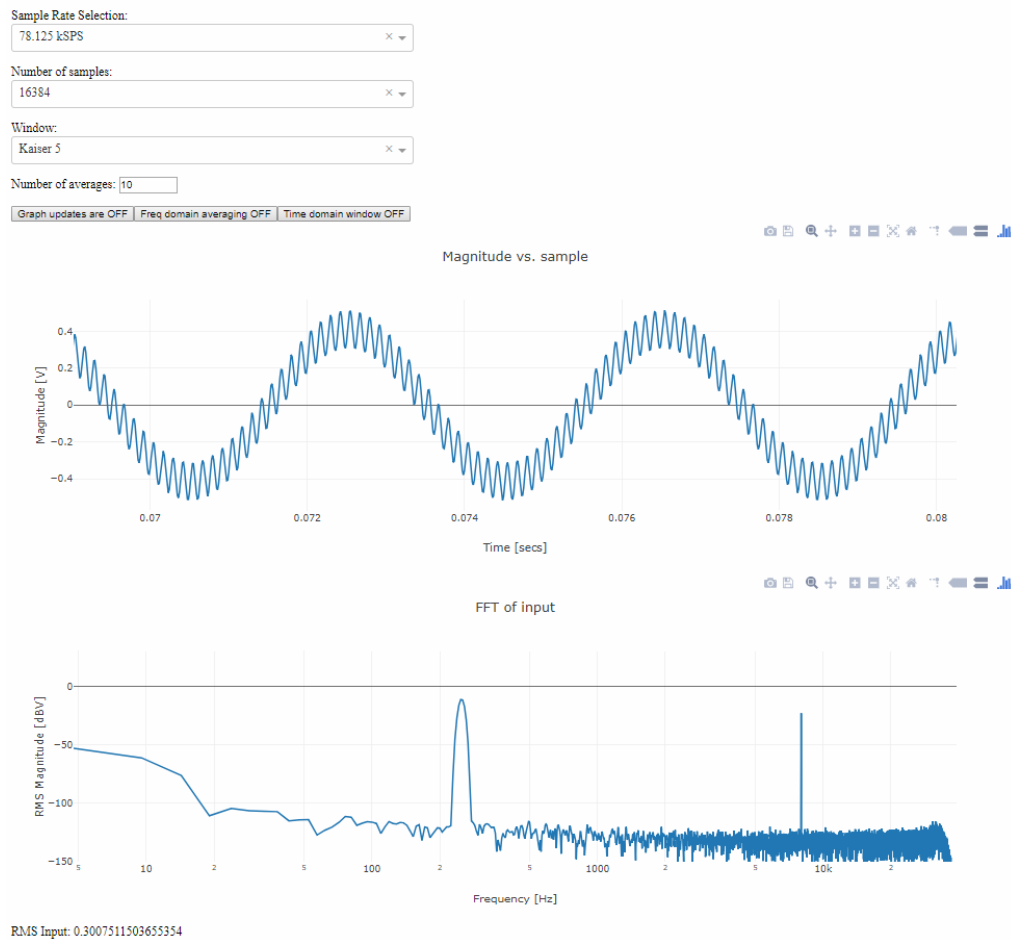 Sample Rate Selection:
78.125 kSPS
Number of samples:
16384
Window:
Kaiser 5
Number of averages: 10
Graph updates are OFF Freq domain averaging OFF Time domain window OFF
Magnitude vs. sample
Magnitude [V]
0.4
0.2
0
−0.2
−0.4
0.07 0.072 0.074 0.076 0.078 0.08
Time [secs]
FFT of input
RMS Magnitude [dBV]
0
−50
−100
−150
5 10 2 5 100 2 5 1000 2 5 10k 2
Frequency [Hz]
RMS Input: 0.3007511503655354